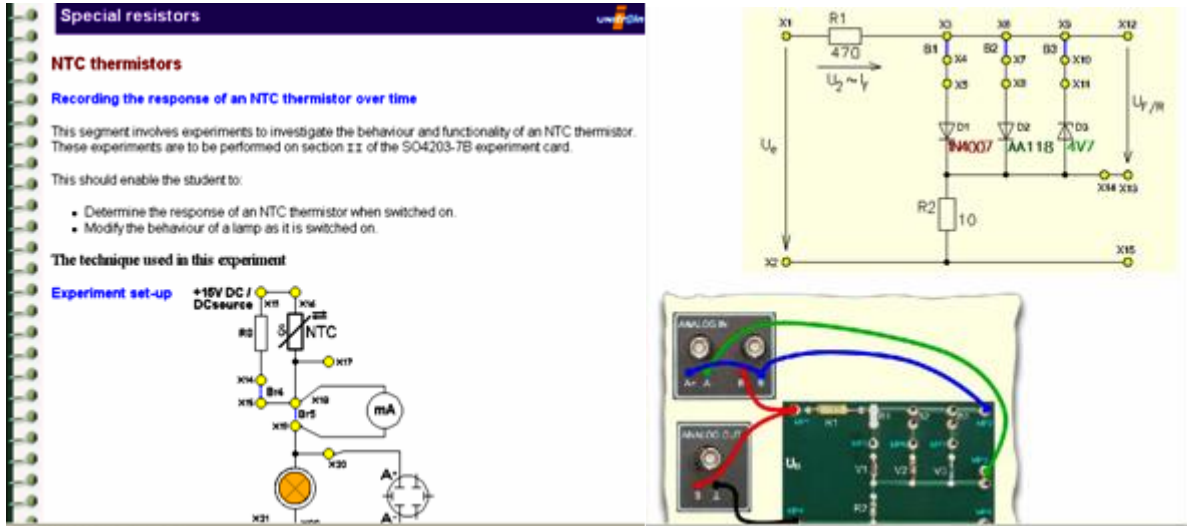 Special resistors
NTC thermistors
Recording the response of an NTC thermistor over time
This segment involves experiments to investigate the behaviour and functionality of an NTC thermistor.
These experiments are to be performed on section II of the SO4203-7B experiment card.
This should enable the student to:
Determine the response of an NTC thermistor when switched on.
Modify the behaviour of a lamp as it is switched on.
The technique used in this experiment
Experiment set-up
+15V DC /
DCsource
X16
NTC
X17
X14
Br4
X15
X18
Br5
mA
X19
X20
A+
A-
X21
X1
R1
470
X3
X6
X9
X12
B1
B2
B3
X4
X7
X10
X5
X8
X11
U2~IF
UF/R
D1
D2
D3
1N4007
AA118
4V7
Ue
X14
X13
R2
10
X2
X15
ANALOG IN
A+ A-
ANALOG OUT
R1
V1
V2
V3
R2